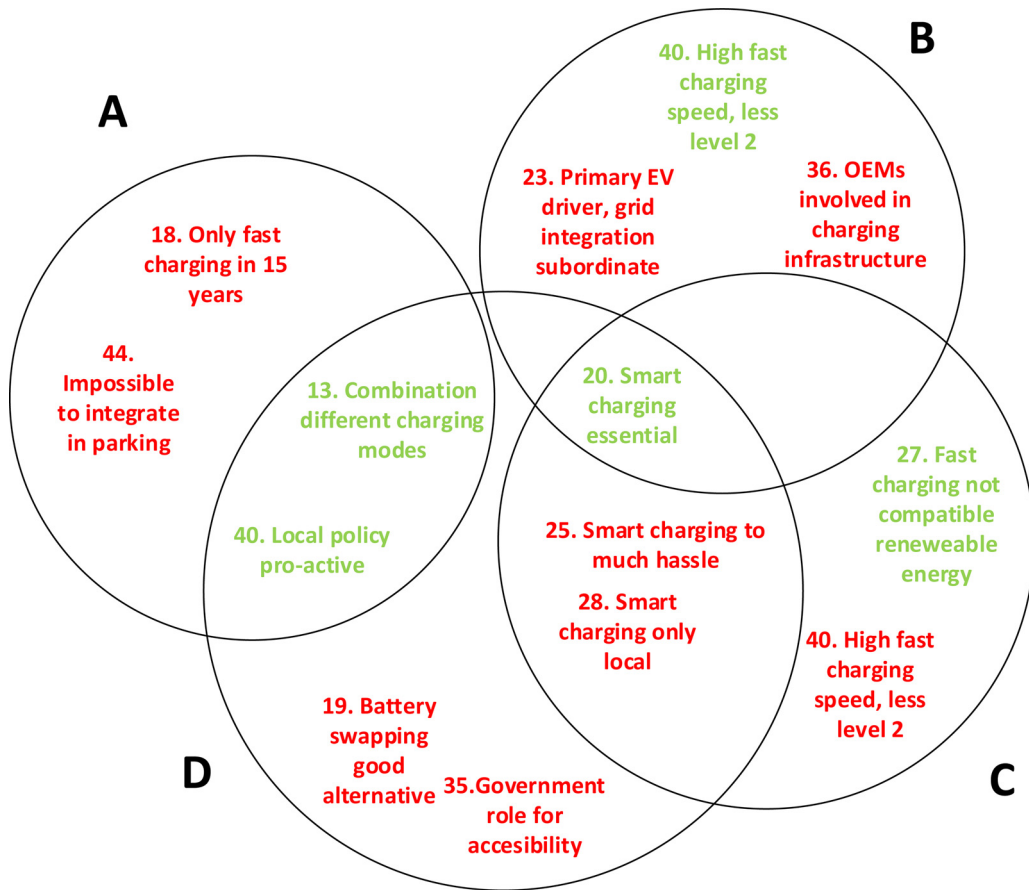 A
B
40. High fast
charging
speed, less
level 2
23. Primary EV
driver, grid
integration
subordinate
36. OEMs
involved in
charging
infrastructure
18. Only fast
charging in 15
years
44.
Impossible
to integrate
in parking
13. Combination
different charging
modes
20. Smart
charging
essential
40. Local policy
pro-active
25. Smart charging to
much hassle
28. Smart
charging only
local
27. Fast
charging not
compatible
reneweable
energy
40. High fast
charging
speed, less
level 2
19. Battery
swapping
good
alternative
35.Government
role for
accesibility
D
C